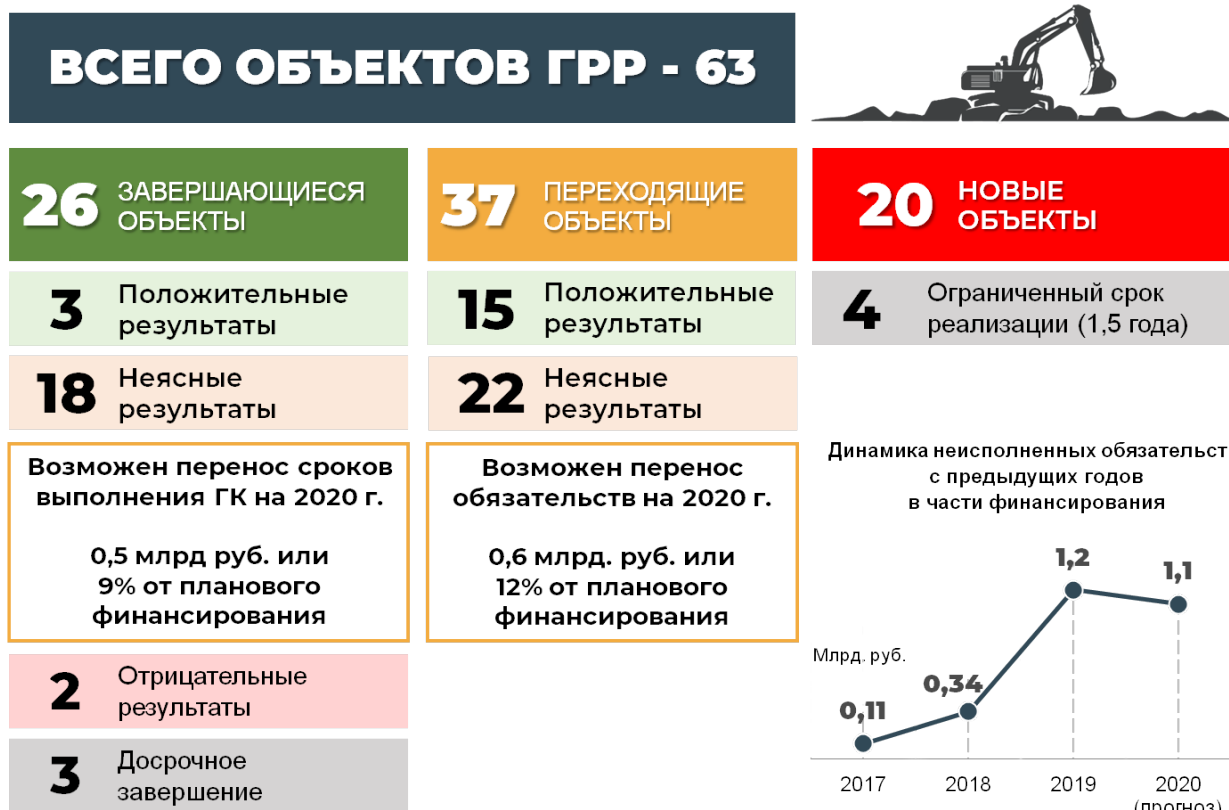 ВСЕГО ОБЪЕКТОВ ГРР - 63
26
ЗАВЕРШАЮЩИЕСЯ
ОБЪЕКТЫ
3
Положительные
результаты
18
Неясные
результаты
Возможен перенос сроков
выполнения ГК на 2020 г.
0,5 млрд руб. или
9% от планового
финансирования
2
Отрицательные
результаты
3
Досрочное
завершение
37
ПЕРЕХОДЯЩИЕ
ОБЪЕКТЫ
15
Положительные
результаты
22
Неясные
результаты
Возможен перенос
обязательств на 2020 г.
0,6 млрд. руб. или
12% от планового
финансирования
20
НОВЫЕ
ОБЪЕКТЫ
4
Ограниченный срок
реализации (1,5 года)
Динамика неисполненных обязательст
с предыдущих годов
в части финансирования
Млрд. руб.
0,11
0,34
1,2
1,1
2017
2018
2019
2020
(прогноз)